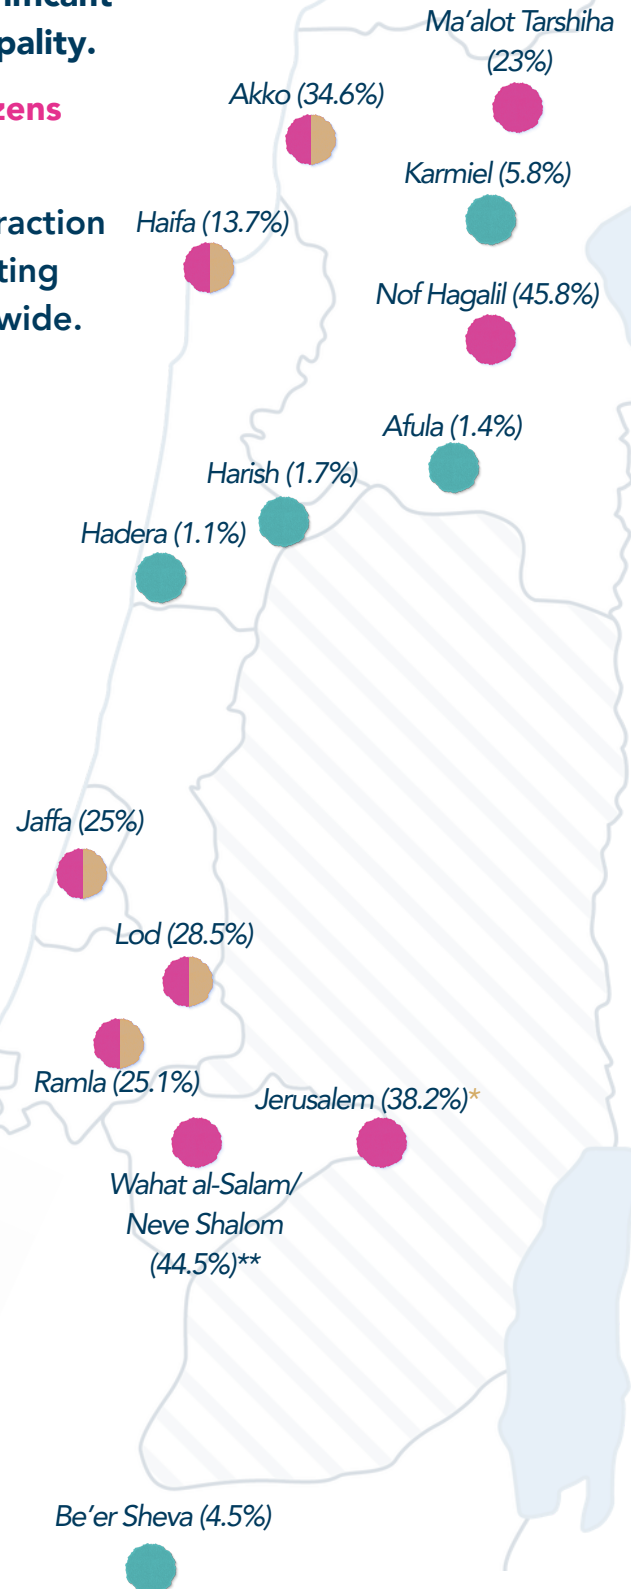 pality.
zens
raction
ting
wide.
Ma’alot Tarshiha
(23%)
Akko (34.6%)
Karmiel (5.8%)
Haifa (13.7%)
Nof Hagalil (45.8%)
Afula (1.4%)
Harish (1.7%)
Hadera (1.1%)
Jaffa (25%)
Lod (28.5%)
Ramla (25.1%)
Jerusalem (38.2%)*
Wahat al-Salam/
Neve Shalom
(44.5%)**
Be’er Sheva (4.5%)